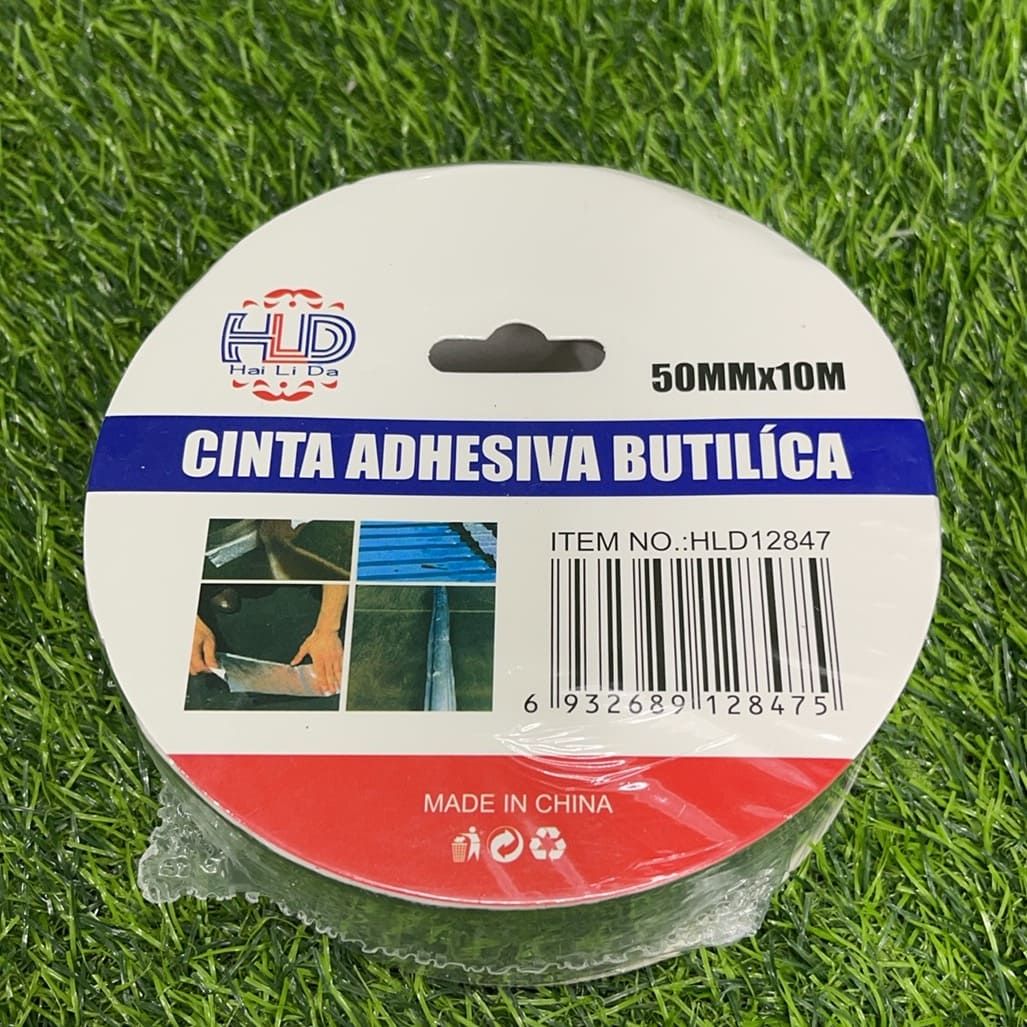 HLD
Hai Li Da
50MMx10M
CINTA ADHESIVA BUTILÍCA
ITEM NO.:HLD12847
6 932689 128475
MADE IN CHINA